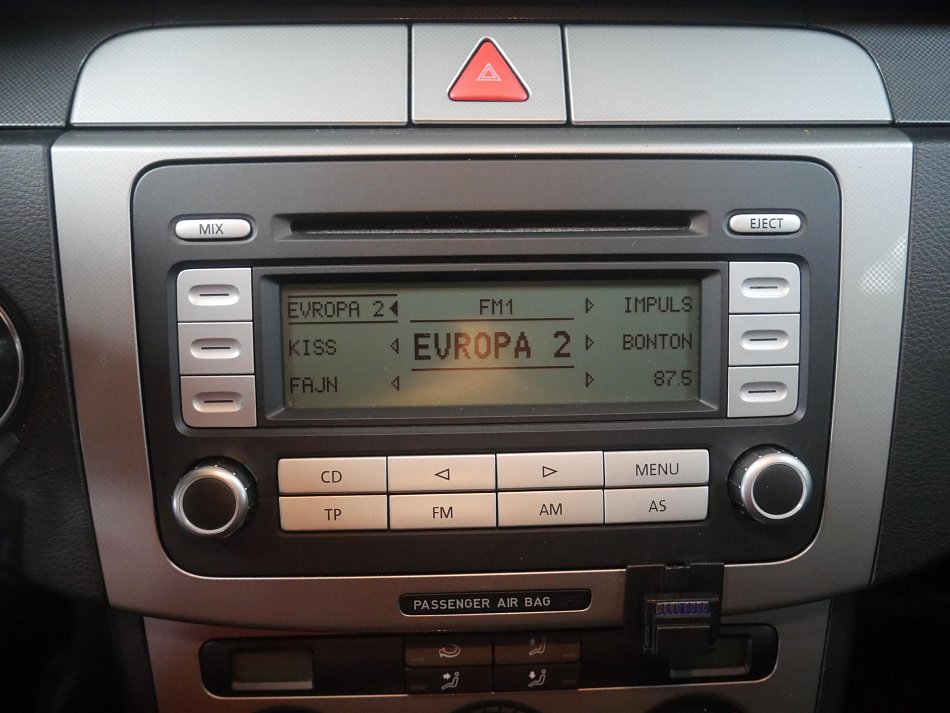 MIX
EJECT
EVROPA 2 FM1 IMPULS
KISS EVROPA 2 BONTON
FAJN 87.5
CD MENU
TP FM AM AS
PASSENGER AIR BAG